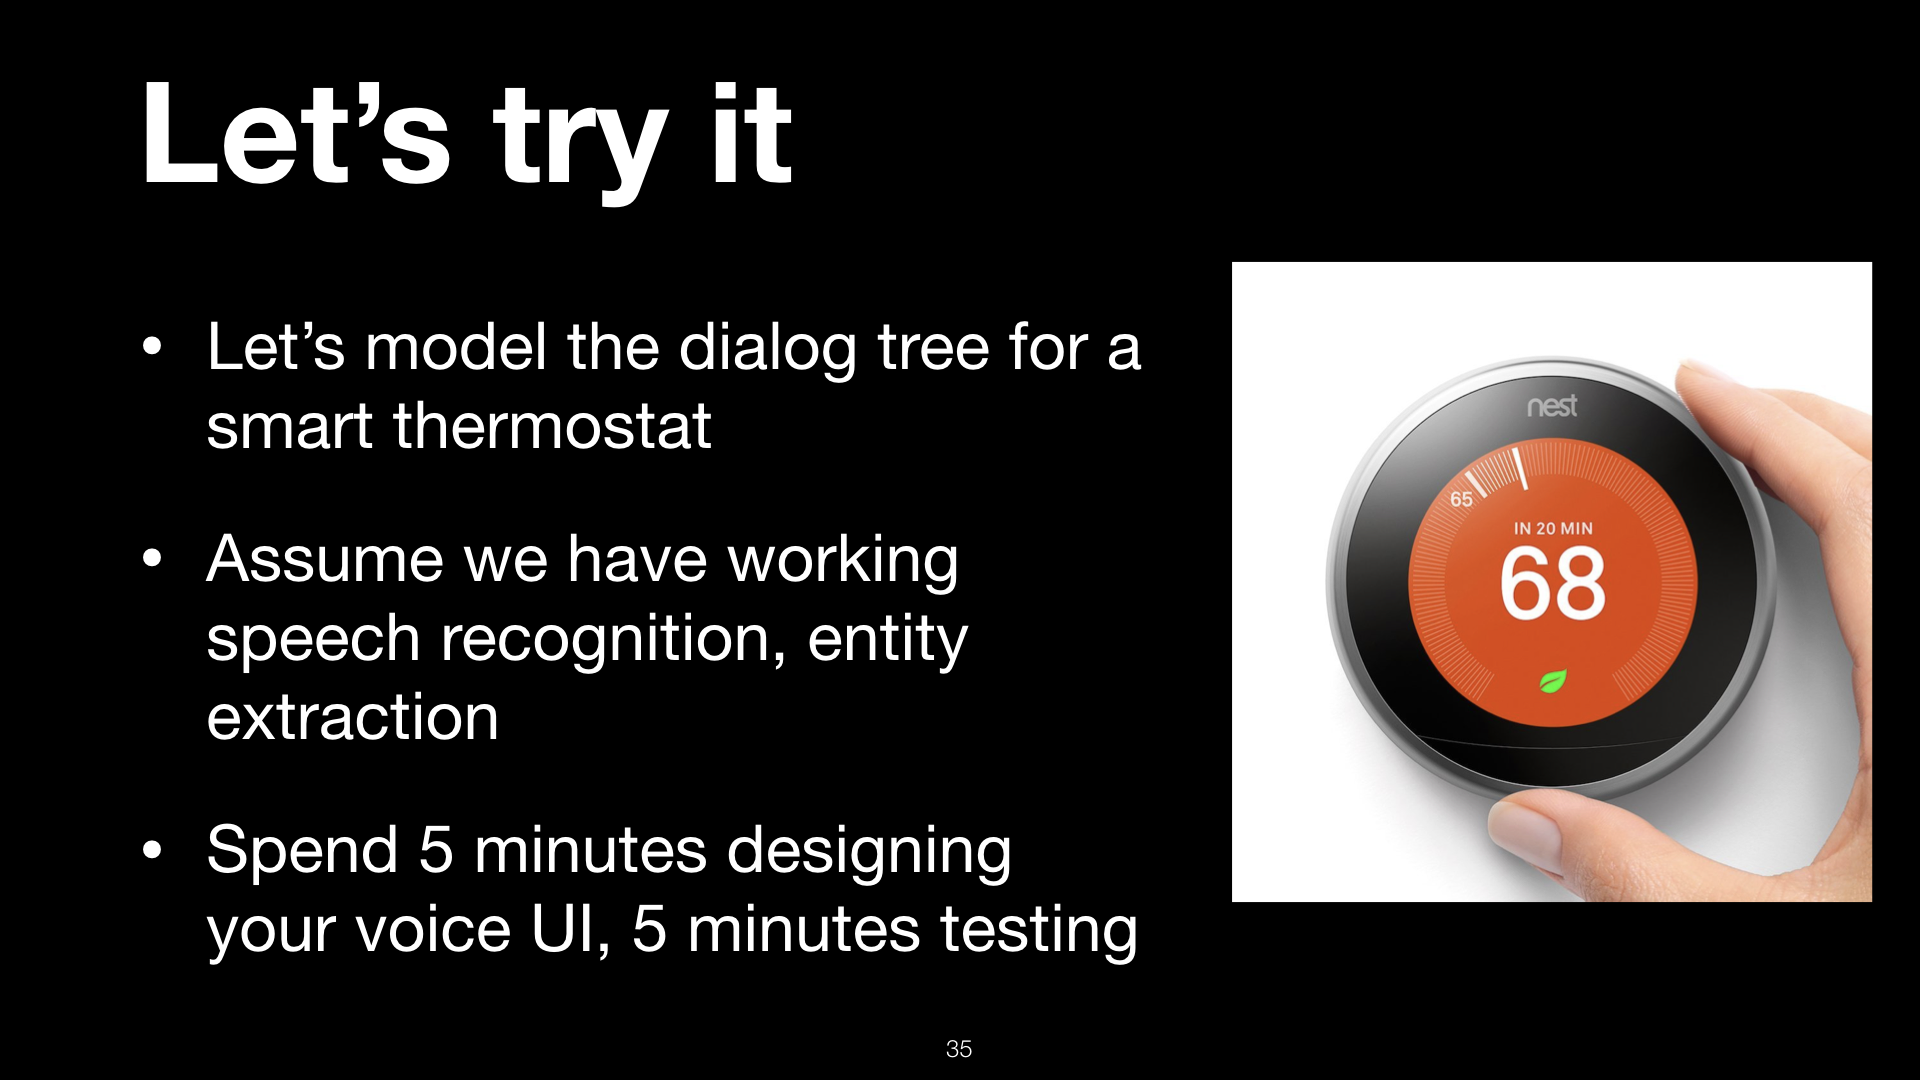 Let’s try it
• Let’s model the dialog tree for a
smart thermostat
• Assume we have working
speech recognition, entity
extraction
• Spend 5 minutes designing
your voice UI, 5 minutes testing
nest
65
IN 20 MIN
68
35